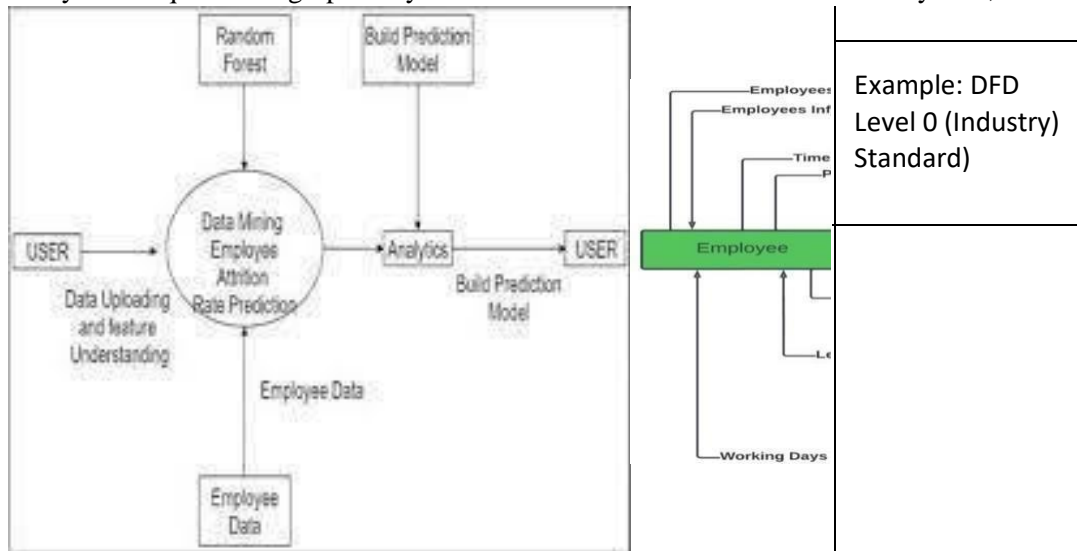 Random
Forest
Build Prediction
Model
USER
Data Uploading
and feature
Understanding
Data Mining
Employee
Attrition
Rate Prediction
Analytics
Build Prediction
Model
USER
Employee Data
Employee
Data
Employees
Employees Inf
Time
P
Employee
Le
Working Days
Example: DFD
Level 0 (Industry)
Standard)